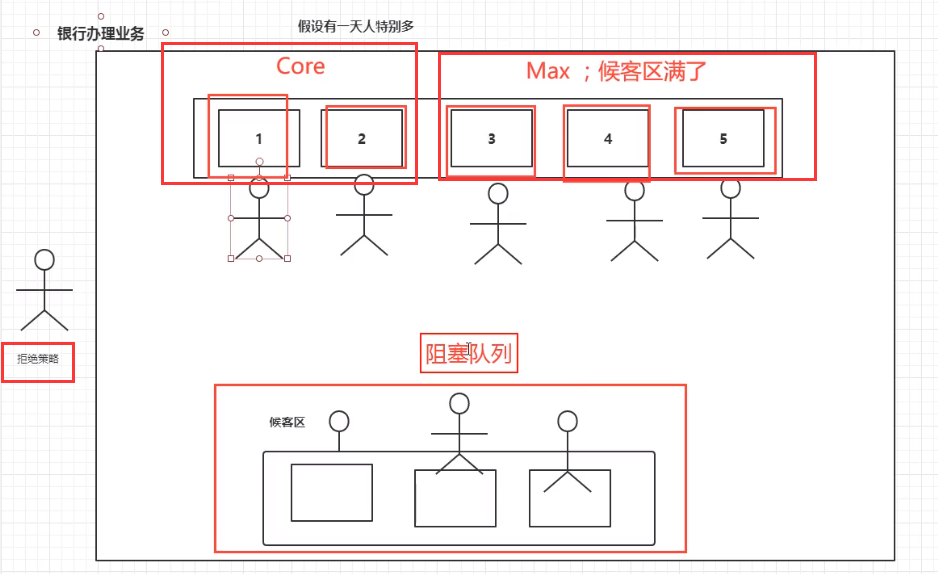 银行办理业务
假设有一天人特别多
Core
Max ；候客区满了
1
2
3
4
5
拒绝策略
阻塞队列
候客区